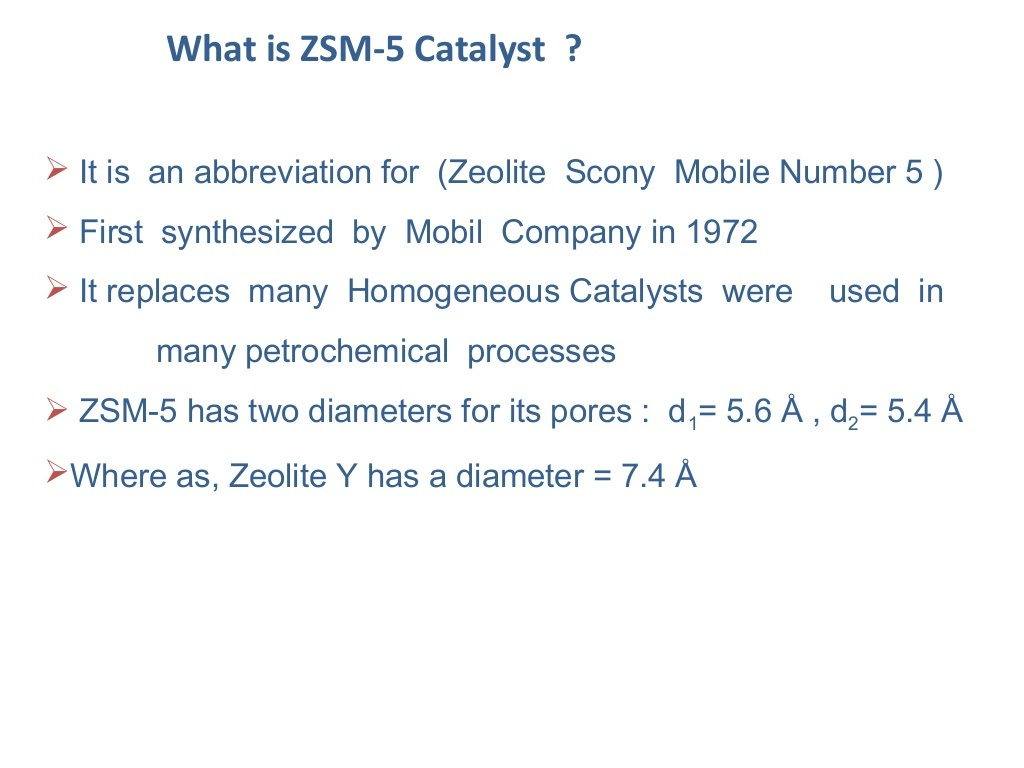 What is ZSM-5 Catalyst ?
➢ It is an abbreviation for (Zeolite Scony Mobile Number 5 )
➢ First synthesized by Mobil Company in 1972
➢ It replaces many Homogeneous Catalysts were used in
many petrochemical processes
➢ ZSM-5 has two diameters for its pores : d₁= 5.6 Å , d₂= 5.4 Å
➢Where as, Zeolite Y has a diameter = 7.4 Å